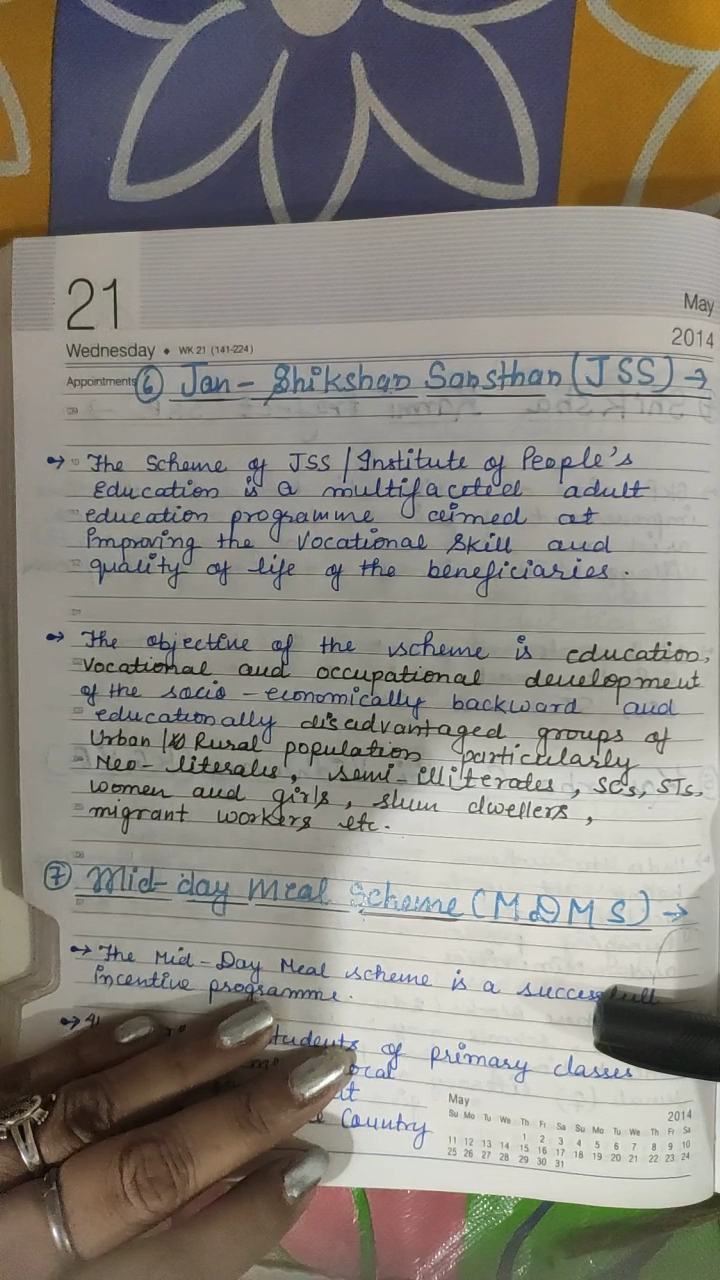 21
May
2014
Wednesday • WK 21 (141-224)
Appointments
⑥ Jan - Shikshan Sansthan (JSS) →
→ The Scheme of JSS / Institute of People's
Education is a multifaceted adult
education programme aimed at
Improving the Vocational Skill and
quality of life of the beneficiaries.
→ The objective of the scheme is education,
Vocational and occupational development
of the socio - economically backward and
educationally disadvantaged groups of
Urban / Rural population particularly
Neo - literates, semi-illiterates, SCs, STs,
women and girls, slum dwellers,
migrant workers etc.
⑦ Mid-day Meal Scheme (MDMS) →
→ The Mid-Day Meal scheme is a successfull
incentive programme.
→ students of primary classes
local
Country
May 2014
Su Mo Tu We Th Fr Sa Su Mo Tu We Th Fr Sa
1 2 3 4 5 6 7 8 9 10
11 12 13 14 15 16 17 18 19 20 21 22 23 24
25 26 27 28 29 30 31